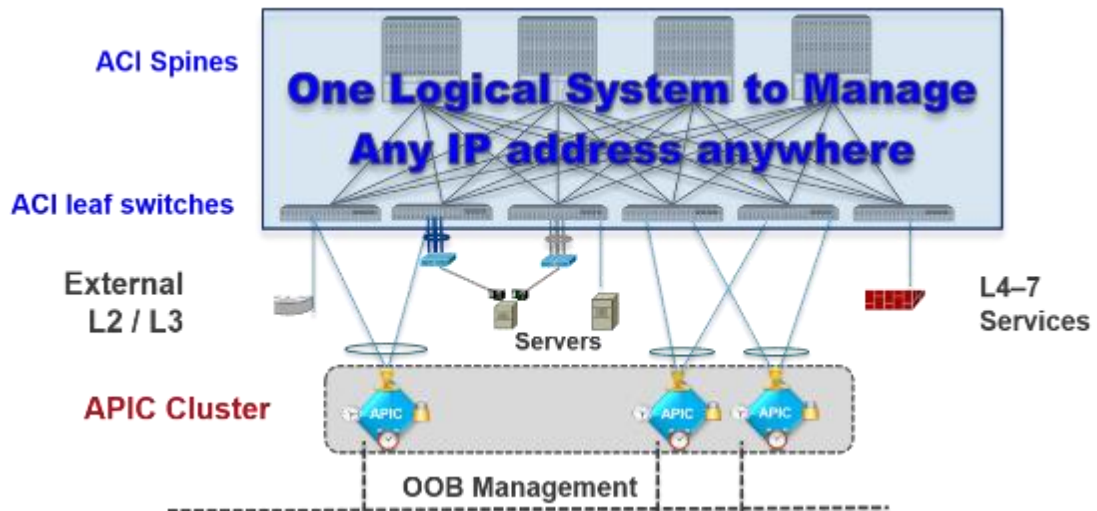 ACI Spines
One Logical System to Manage
Any IP address anywhere
ACI leaf switches
External
L2 / L3
Servers
L4–7
Services
APIC Cluster
APIC
APIC
APIC
OOB Management